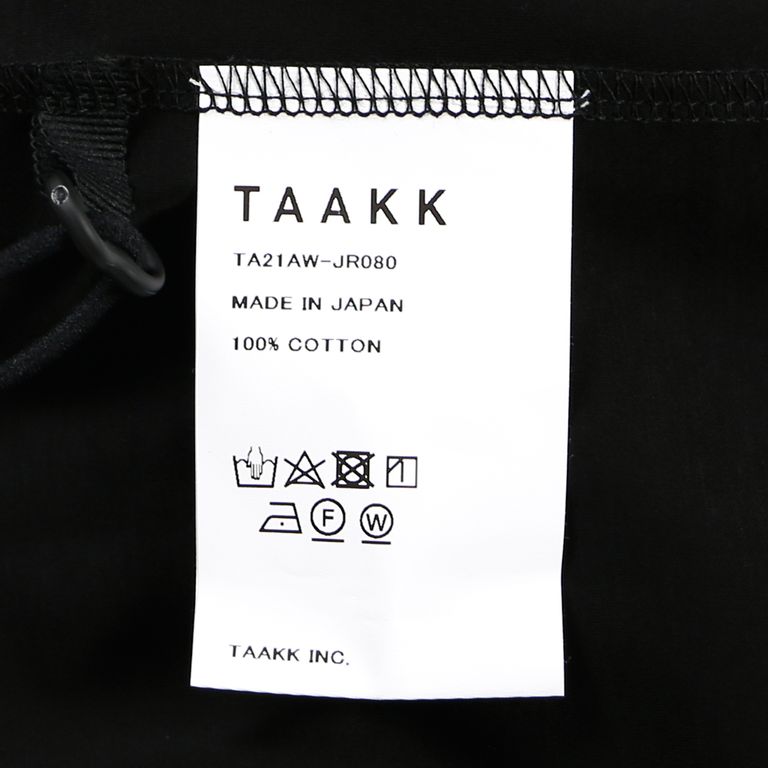 TAAKK
TA21AW-JR080
MADE IN JAPAN
100% COTTON
F W
TAAKK INC.